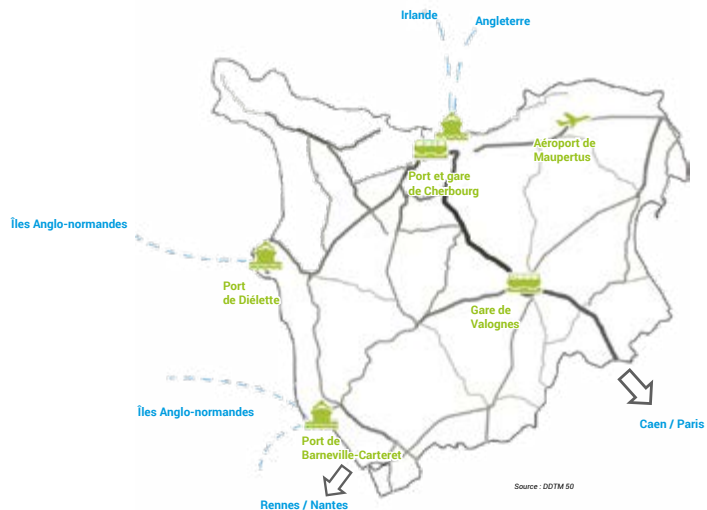 Irlande
Angleterre
Aéroport de
Maupertus
Port et gare
de Cherbourg
Îles Anglo-normandes
Port
de Diélette
Gare de
Valognes
Îles Anglo-normandes
Caen / Paris
Port de
Barneville-Carteret
Source : DDTM 50
Rennes / Nantes